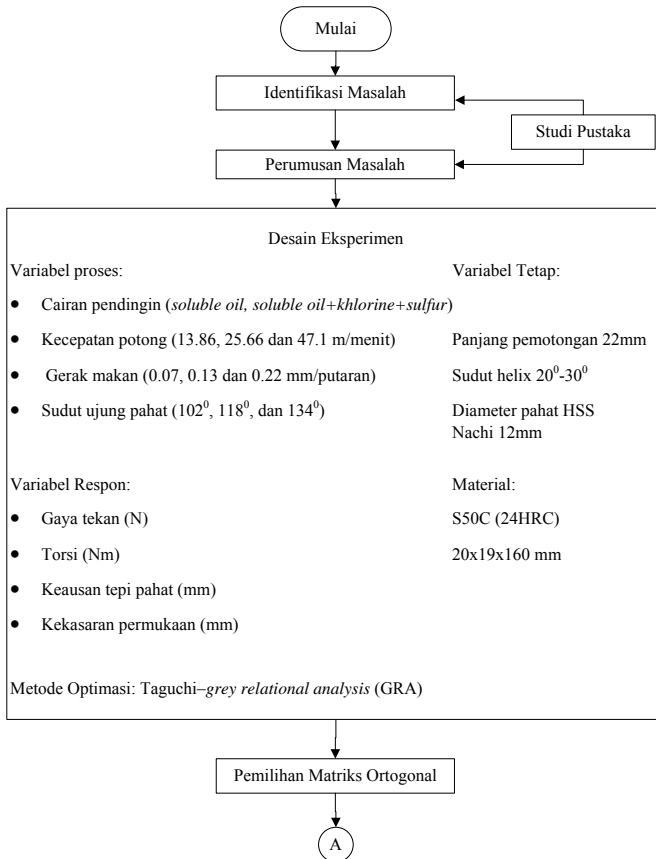 Mulai
Identifikasi Masalah
Studi Pustaka
Perumusan Masalah
Desain Eksperimen
Variabel proses:
• Cairan pendingin (soluble oil, soluble oil+khlorine+sulfur)
• Kecepatan potong (13.86, 25.66 dan 47.1 m/menit)
• Gerak makan (0.07, 0.13 dan 0.22 mm/putaran)
• Sudut ujung pahat (102⁰, 118⁰, dan 134⁰)
Variabel Tetap:
Panjang pemotongan 22mm
Sudut helix 20⁰-30⁰
Diameter pahat HSS
Nachi 12mm
Variabel Respon:
• Gaya tekan (N)
• Torsi (Nm)
• Keausan tepi pahat (mm)
• Kekasaran permukaan (mm)
Material:
S50C (24HRC)
20x19x160 mm
Metode Optimasi: Taguchi–grey relational analysis (GRA)
Pemilihan Matriks Ortogonal
A